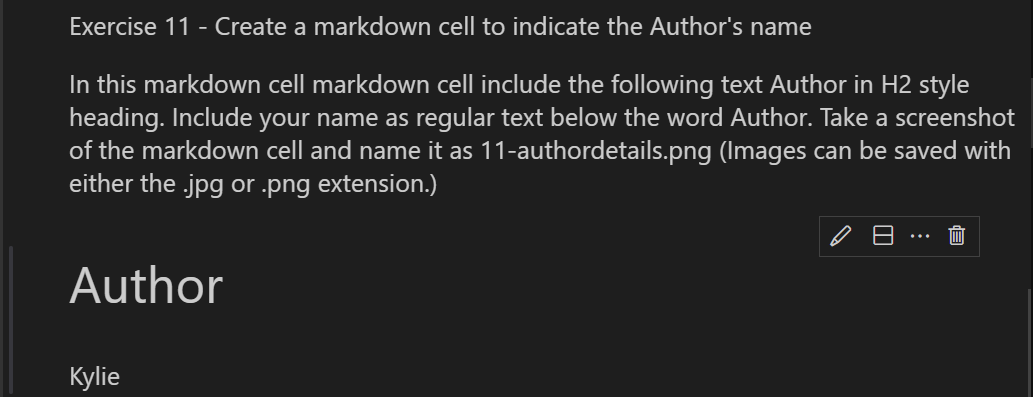 Exercise 11 - Create a markdown cell to indicate the Author's name
In this markdown cell markdown cell include the following text Author in H2 style
heading. Include your name as regular text below the word Author. Take a screenshot
of the markdown cell and name it as 11-authordetails.png (Images can be saved with
either the .jpg or .png extension.)
Author
Kylie